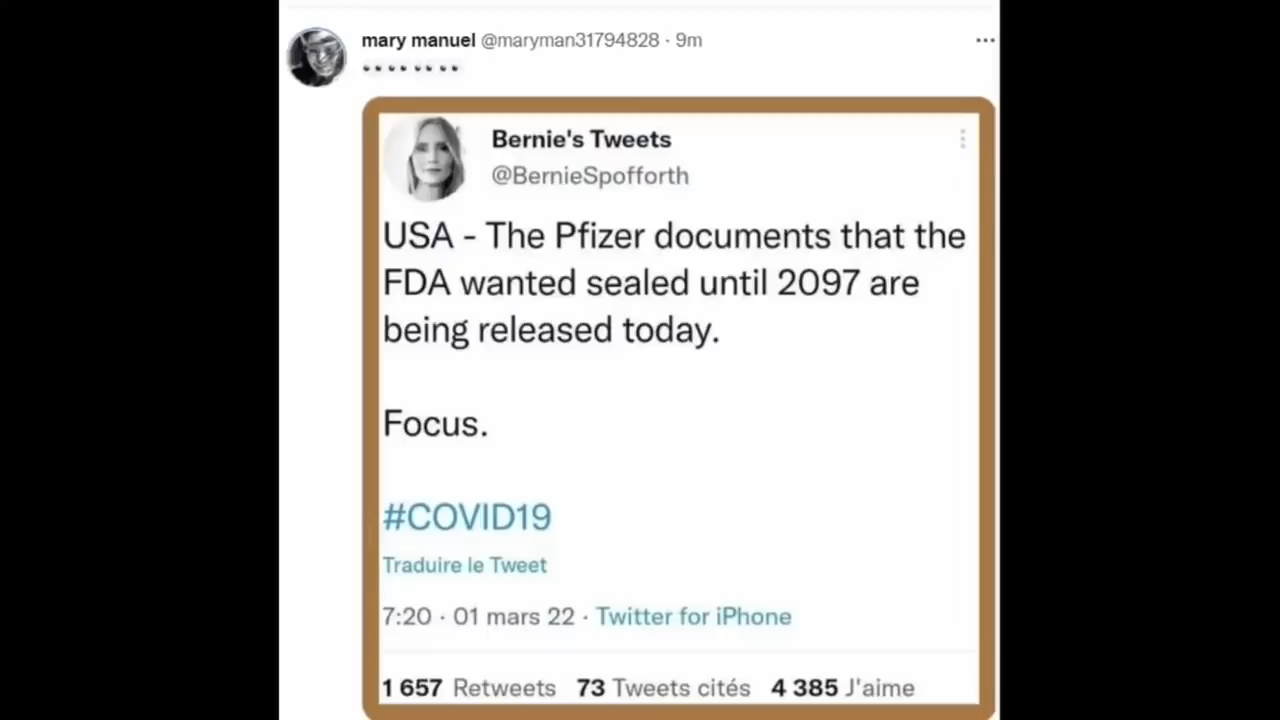 mary manuel @maryman31794828 · 9m
Bernie's Tweets
@BernieSpofforth
USA - The Pfizer documents that the
FDA wanted sealed until 2097 are
being released today.
Focus.
#COVID19
Traduire le Tweet
7:20 · 01 mars 22 · Twitter for iPhone
1 657 Retweets 73 Tweets cités 4 385 J'aime